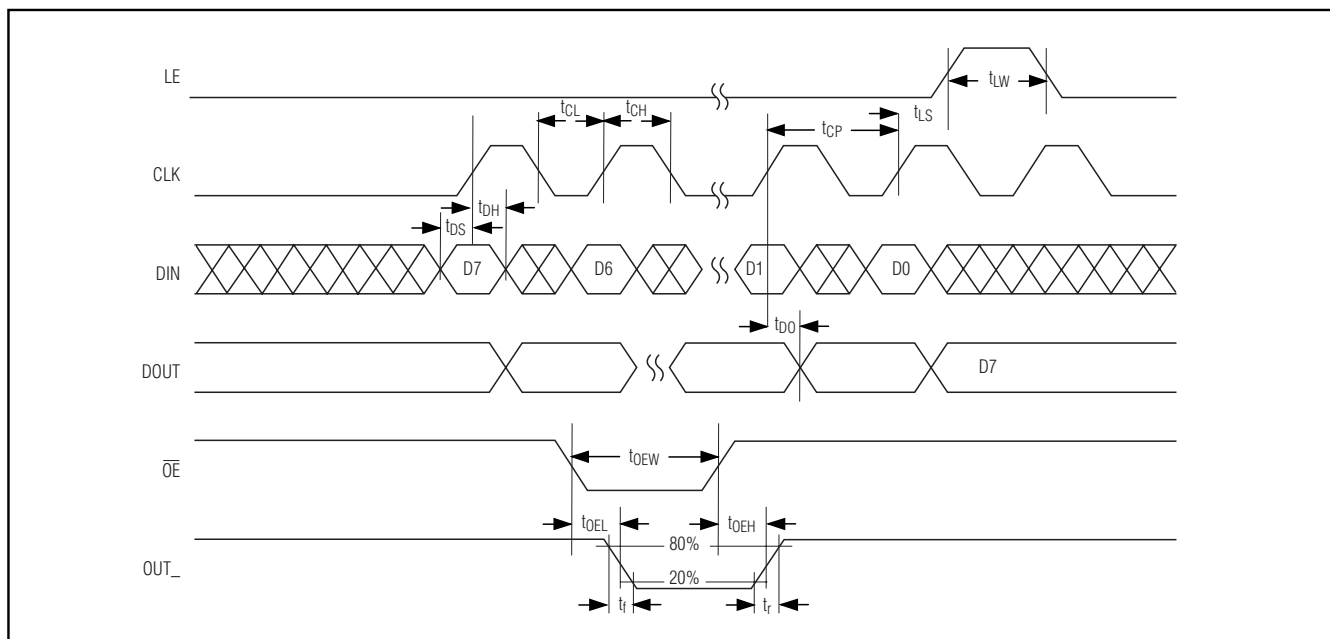 LE
tLW
tCL
tCH
tLS
tCP
CLK
tDH
tDS
DIN
D7
D6
D1
D0
tDO
DOUT
D7
OE
tOEW
tOEL
tOEH
80%
OUT_
20%
tf
tr